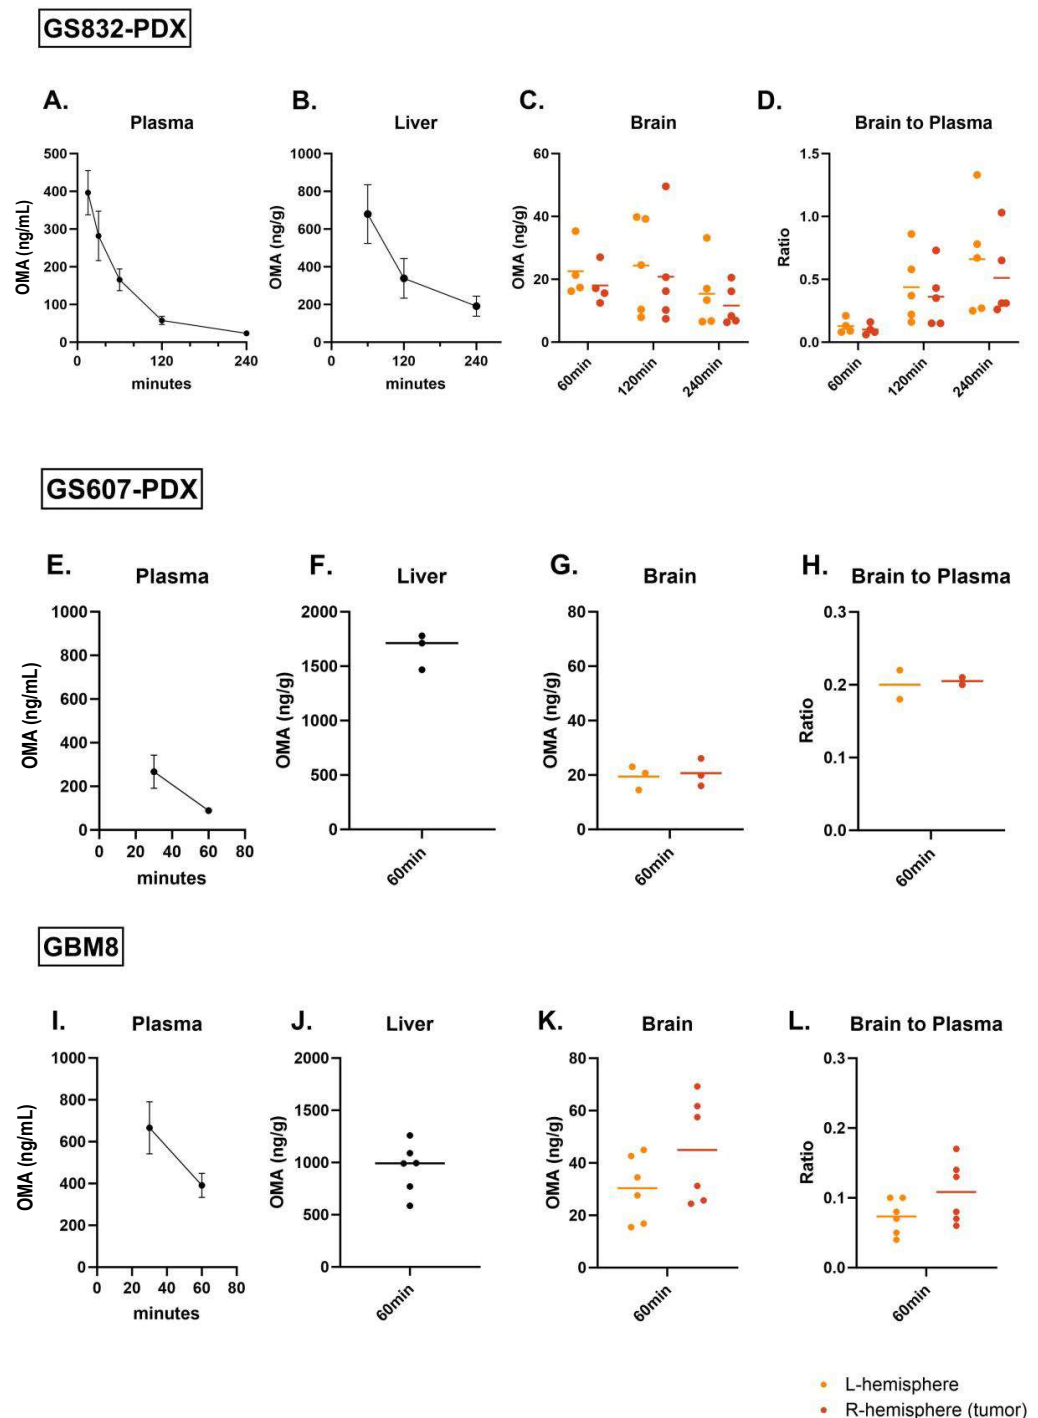 GS832-PDX
A.
Plasma
OMA (ng/mL)
500
400
300
200
100
0
0
120
240
minutes
B.
Liver
OMA (ng/g)
1000
800
600
400
200
0
0
120
240
minutes
C.
Brain
OMA (ng/g)
60
40
20
0
60min
120min
240min
D.
Brain to Plasma
Ratio
1.5
1.0
0.5
0.0
60min
120min
240min
GS607-PDX
E.
Plasma
OMA (ng/mL)
1000
800
600
400
200
0
0
20
40
60
80
minutes
F.
Liver
OMA (ng/g)
2000
1500
1000
500
0
60min
G.
Brain
OMA (ng/g)
80
60
40
20
0
60min
H.
Brain to Plasma
Ratio
0.3
0.2
0.1
0.0
60min
GBM8
I.
Plasma
OMA (ng/mL)
1000
800
600
400
200
0
0
20
40
60
80
minutes
J.
Liver
OMA (ng/g)
2000
1500
1000
500
0
60min
K.
Brain
OMA (ng/g)
80
60
40
20
0
60min
L.
Brain to Plasma
Ratio
0.3
0.2
0.1
0.0
60min
L-hemisphere
R-hemisphere (tumor)